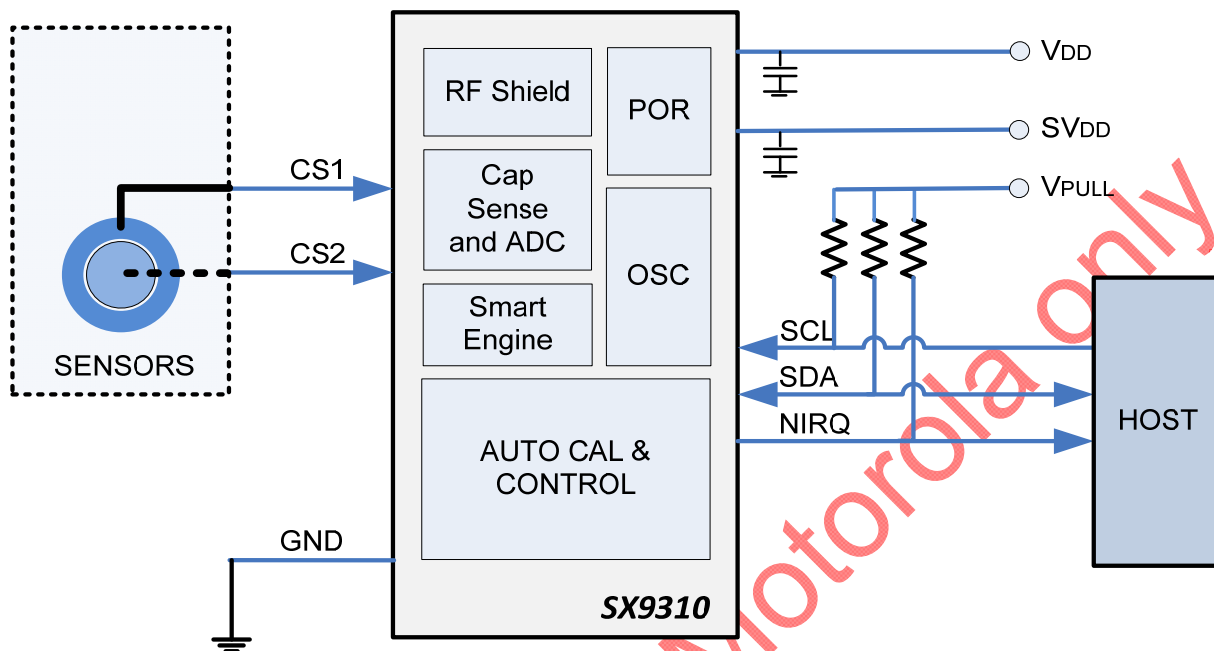 SENSORS
CS1
CS2
GND
RF Shield
Cap
Sense
and ADC
Smart
Engine
POR
OSC
AUTO CAL &
CONTROL
SX9310
VDD
SVDD
VPULL
SCL
SDA
NIRQ
HOST
Motorola only